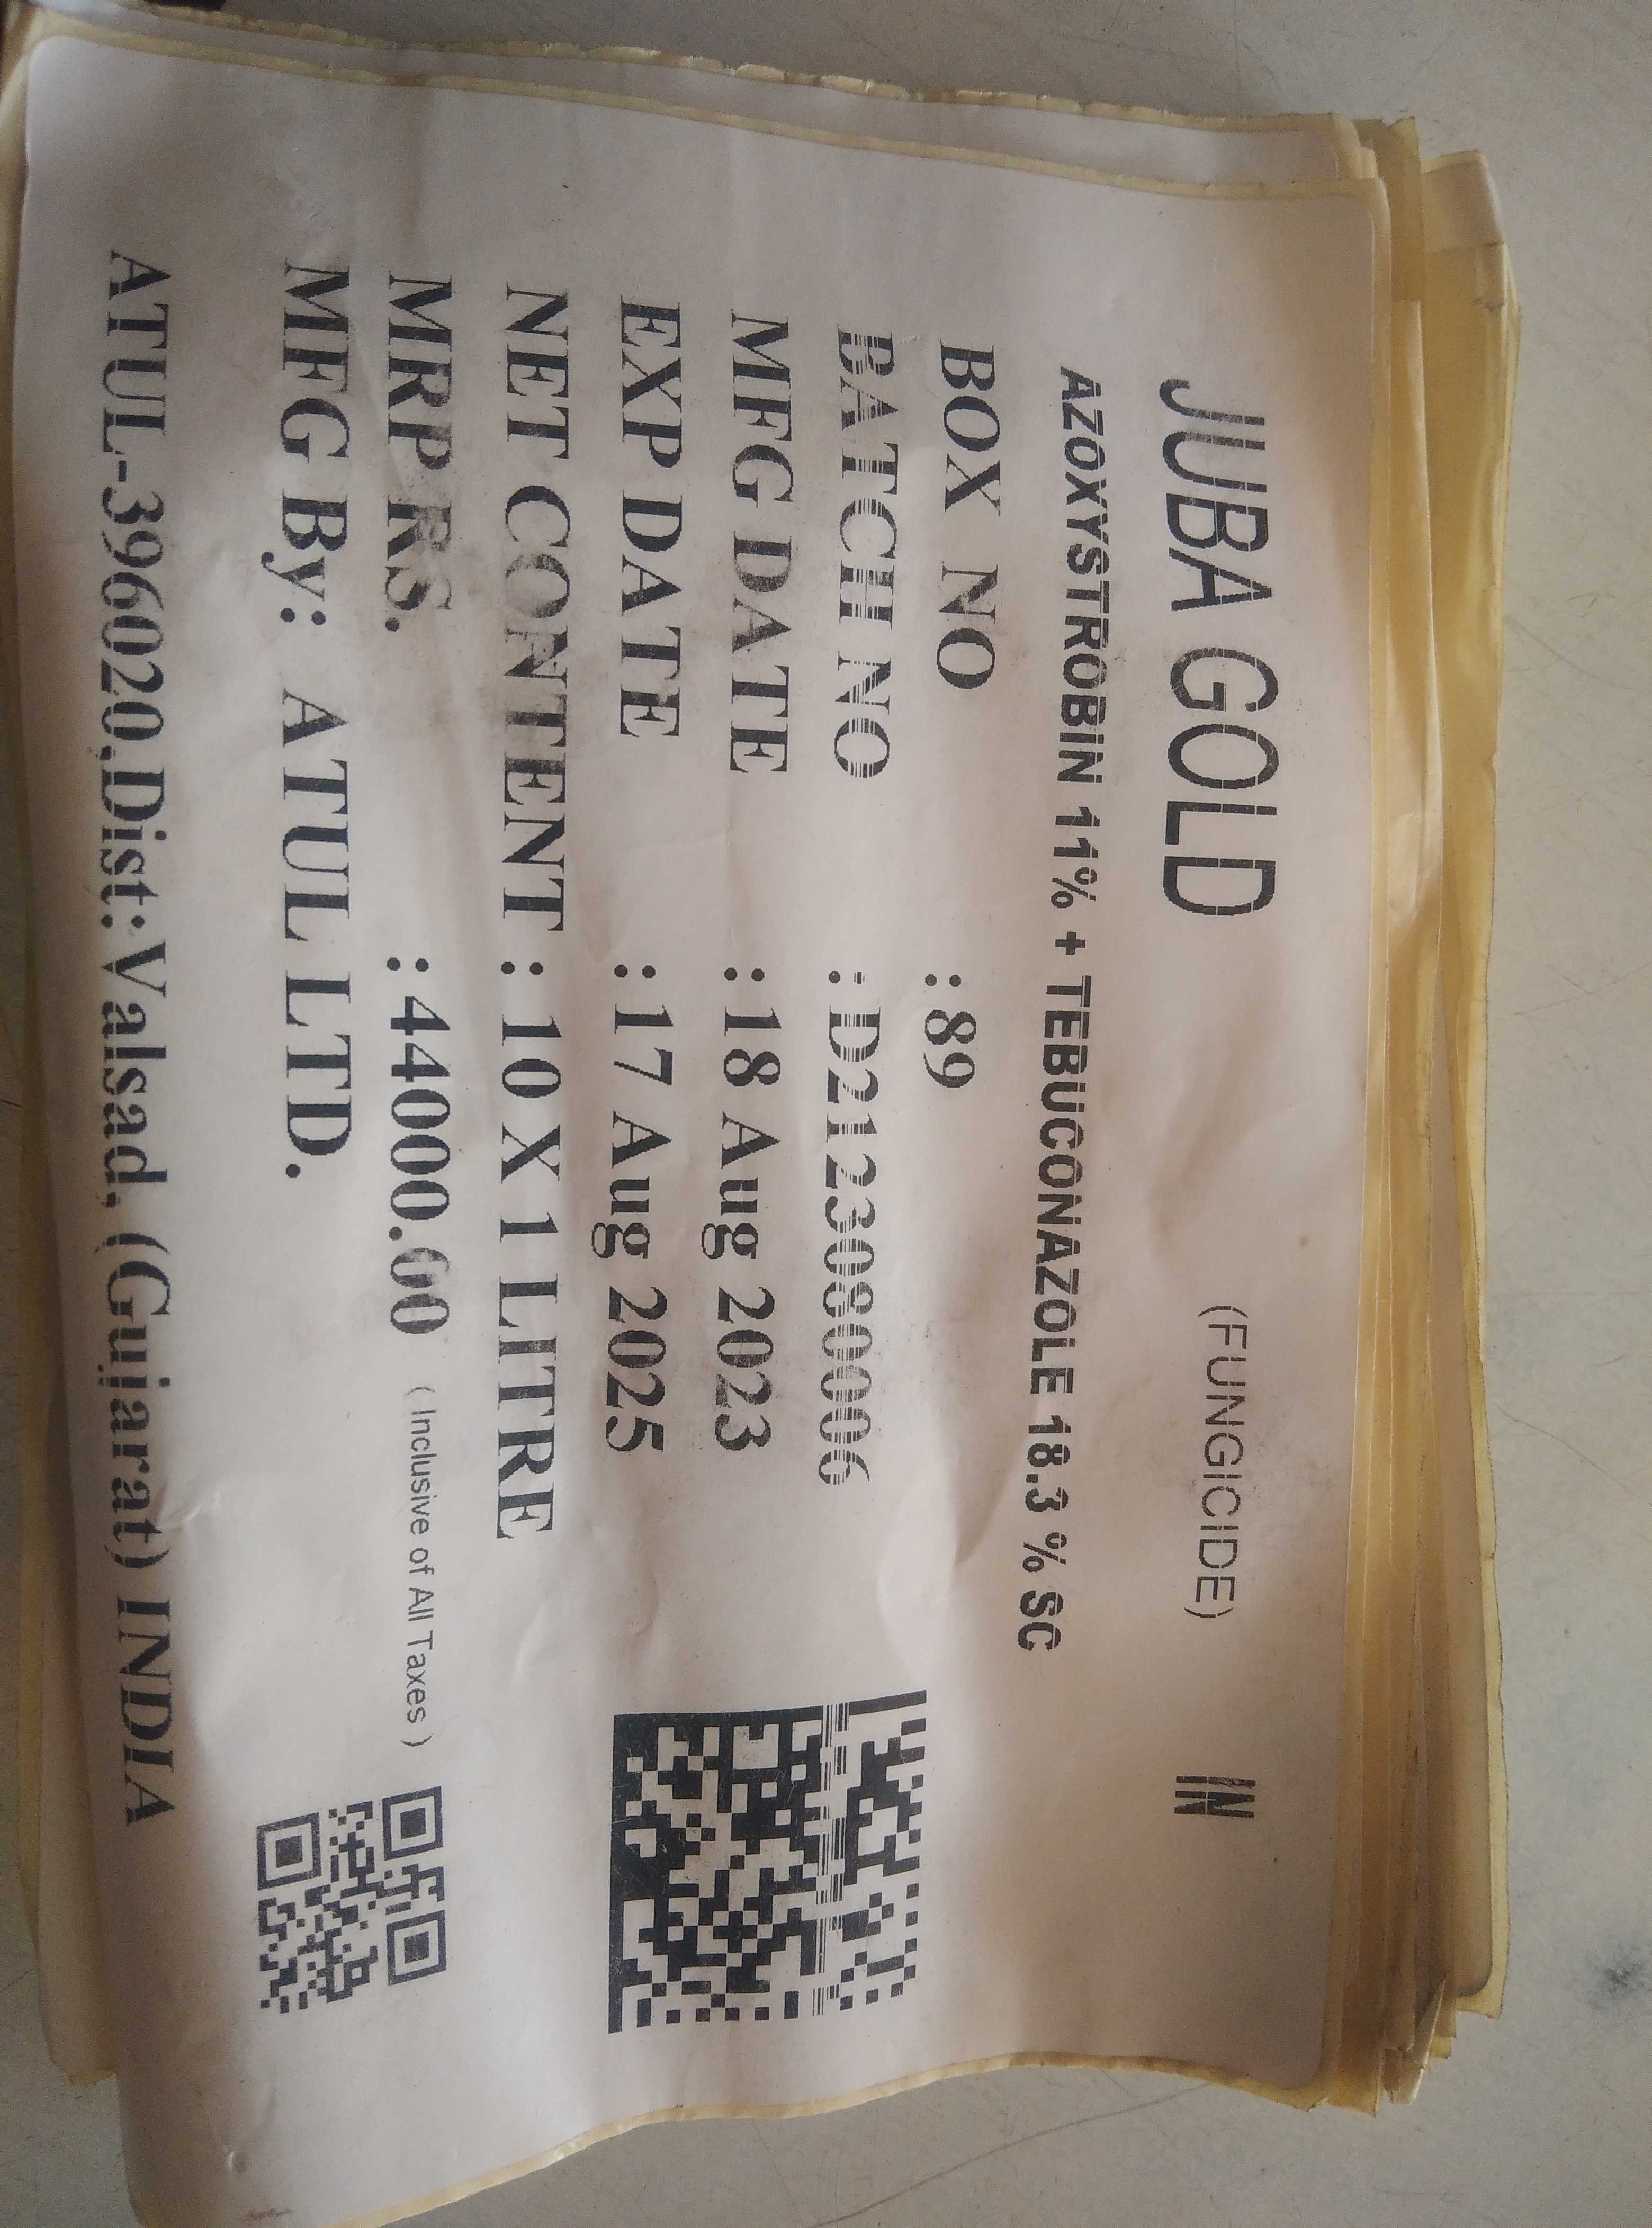 JUBA GOLD (FUNGICIDE) IN
AZOXYSTROBIN 11% + TEBUCONAZOLE 18.3 % SC
BOX NO : 89
BATCH NO : D2123080006
MFG DATE : 18 Aug 2023
EXP DATE : 17 Aug 2025
NET CONTENT : 10 X 1 LITRE
MRP RS. : 44000.00 ( Inclusive of All Taxes )
MFG By: ATUL LTD.
ATUL-396020,Dist:Valsad, (Gujarat) INDIA